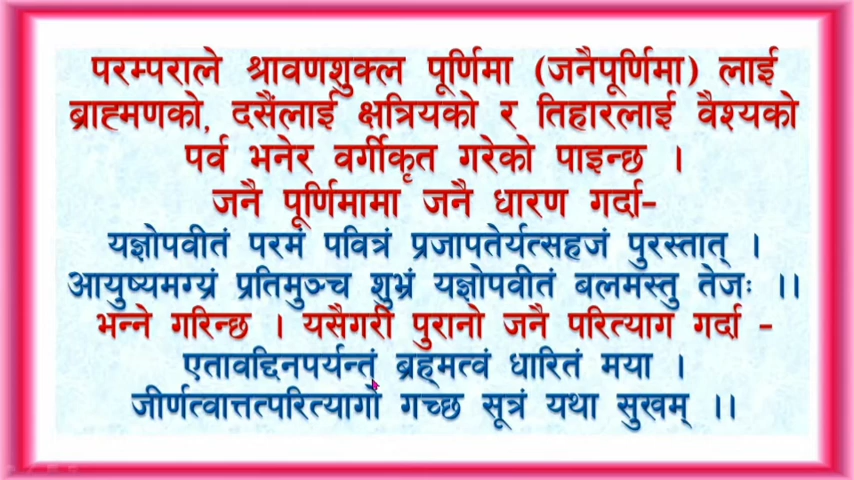 परम्पराले श्रावणशुक्ल पूर्णिमा (जनैपूर्णिमा) लाई
ब्राह्मणको, दसैंलाई क्षत्रियको र तिहारलाई वैश्यको
पर्व भनेर वर्गीकृत गरेको पाइन्छ ।
जनै पूर्णिमामा जनै धारण गर्दा-
यज्ञोपवीतं परमं पवित्रं प्रजापतेर्यत्सहजं पुरस्तात् ।
आयुष्यमग्य्रं प्रतिमुञ्च शुभ्रं यज्ञोपवीतं बलमस्तु तेजः ।।
भन्ने गरिन्छ । यसैगरी पुरानो जनै परित्याग गर्दा -
एतावद्दिनपर्यन्तं ब्रह्मत्वं धारितं मया ।
जीर्णत्वात्तत्परित्यागो गच्छ सूत्रं यथा सुखम् ।।